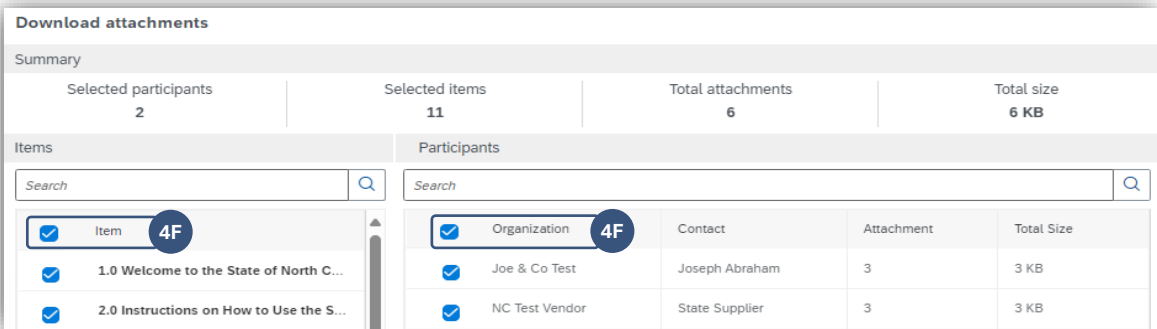 Download attachments
Summary
Selected participants Selected items Total attachments Total size
2 11 6 6 KB
Items Participants
Search Search
Item 4F Organization 4F Contact Attachment Total Size
1.0 Welcome to the State of North C... Joe & Co Test Joseph Abraham 3 3 KB
2.0 Instructions on How to Use the S... NC Test Vendor State Supplier 3 3 KB